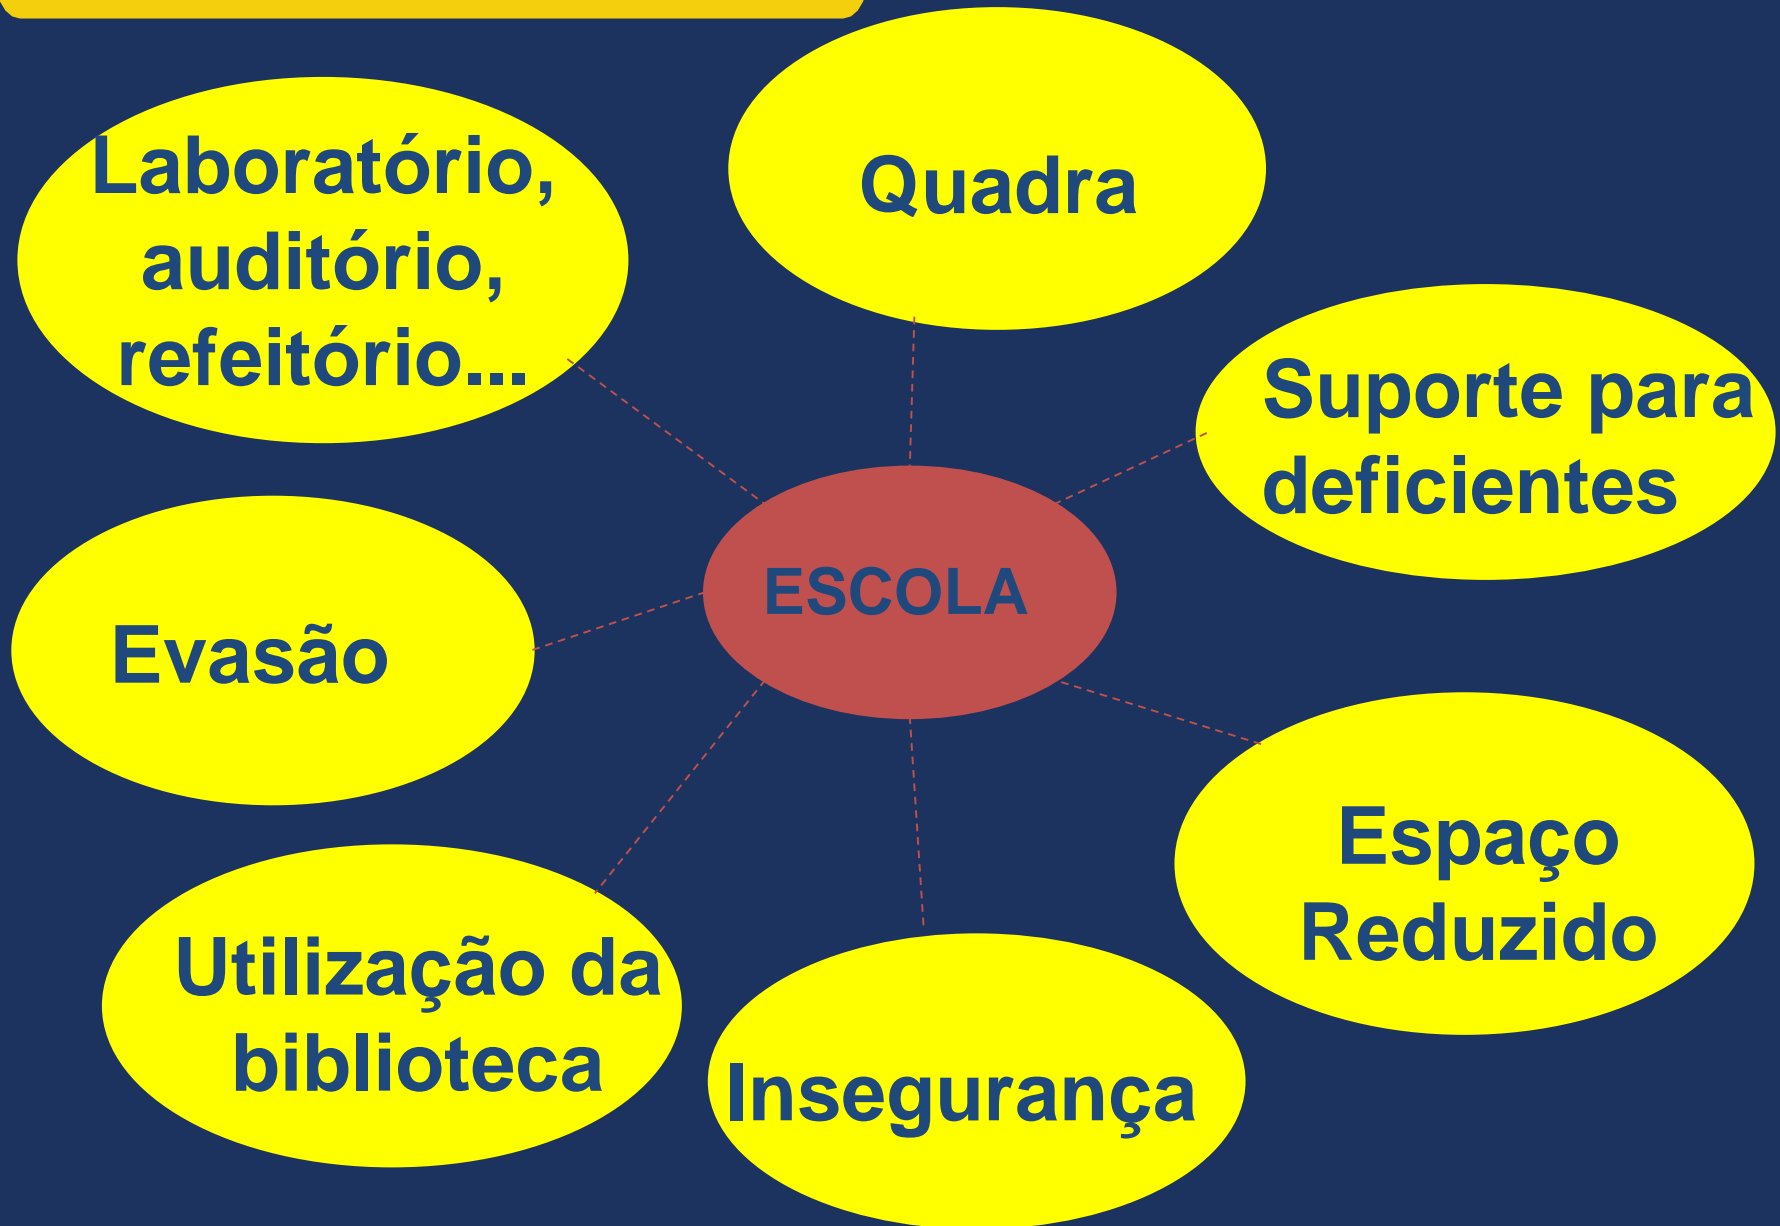 Laboratório,
auditório,
refeitório...
Quadra
Suporte para
deficientes
ESCOLA
Evasão
Espaço
Reduzido
Utilização da
biblioteca
Insegurança